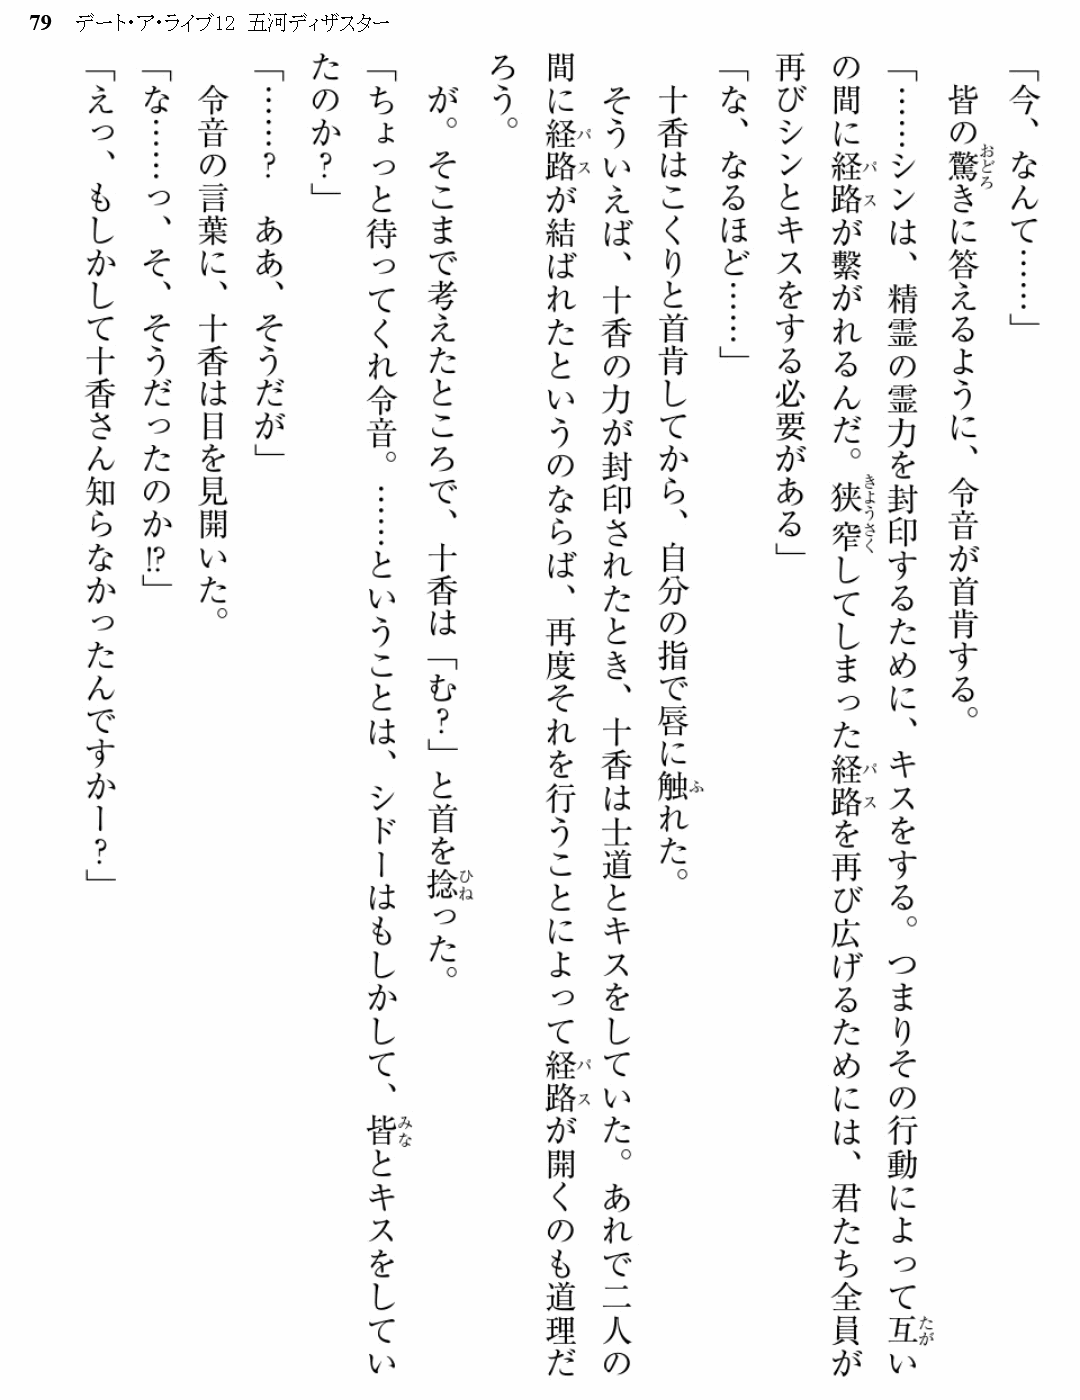 79 デート・ア・ライブ12 五河ディザスター
「今、なんて……」
皆の驚きに答えるように、令音が首肯する。
「……シンは、精霊の霊力を封印するために、キスをする。つまりその行動によって互い
の間に経路が繋がれるんだ。狭窄してしまった経路を再び広げるためには、君たち全員が
再びシンとキスをする必要がある」
「な、なるほど……」
十香はこくりと首肯してから、自分の指で唇に触れた。
そういえば、十香の力が封印されたとき、十香は士道とキスをしていた。あれで二人の
間に経路が結ばれたというのならば、再度それを行うことによって経路が開くのも道理だ
ろう。
が。そこまで考えたところで、十香は「む?」と首を捻った。
「ちょっと待ってくれ令音。……ということは、シドーはもしかして、皆とキスをしてい
たのか?」
「……? ああ、そうだが」
令音の言葉に、十香は目を見開いた。
「な……っ、そ、そうだったのか!?」
「えっ、もしかして十香さん知らなかったんですかー?」